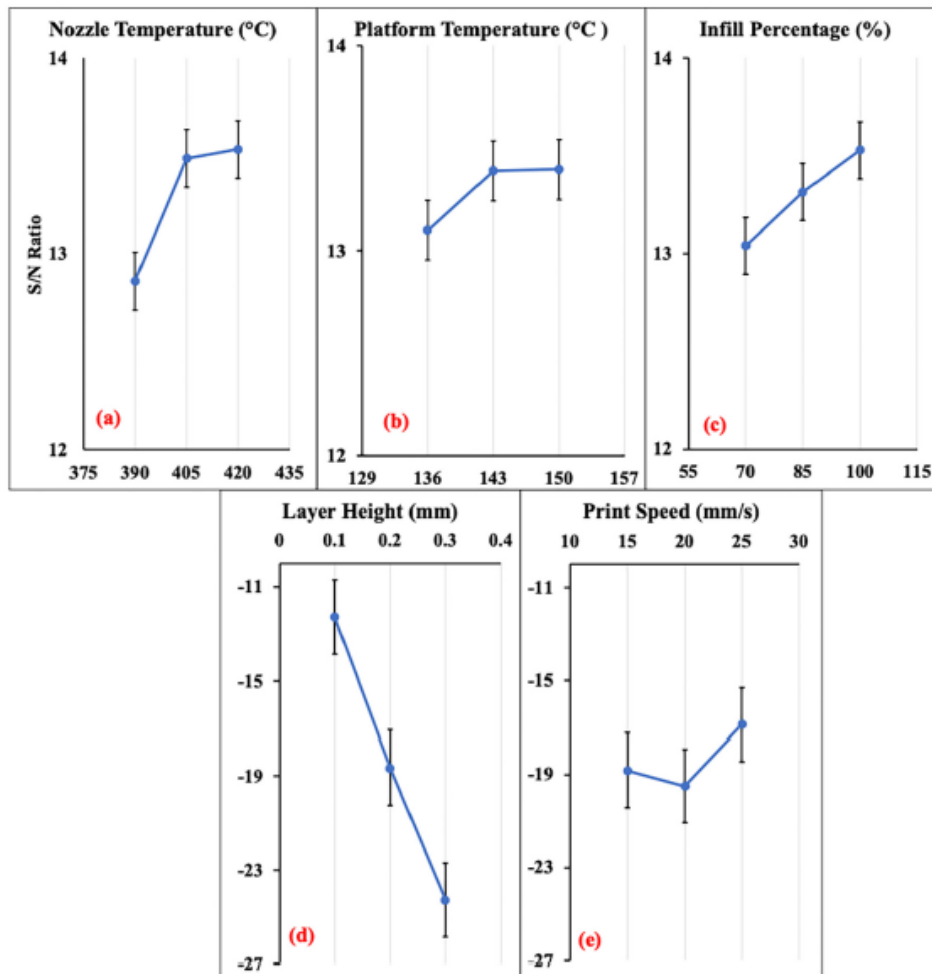 Nozzle Temperature (°C)
14
13
12
S/N Ratio
(a)
375 390 405 420 435
Platform Temperature (°C )
14
13
12
(b)
129 136 143 150 157
Infill Percentage (%)
14
13
12
(c)
55 70 85 100 115
Layer Height (mm)
0 0.1 0.2 0.3 0.4
-11
-15
-19
-23
-27
(d)
Print Speed (mm/s)
10 15 20 25 30
-11
-15
-19
-23
-27
(e)